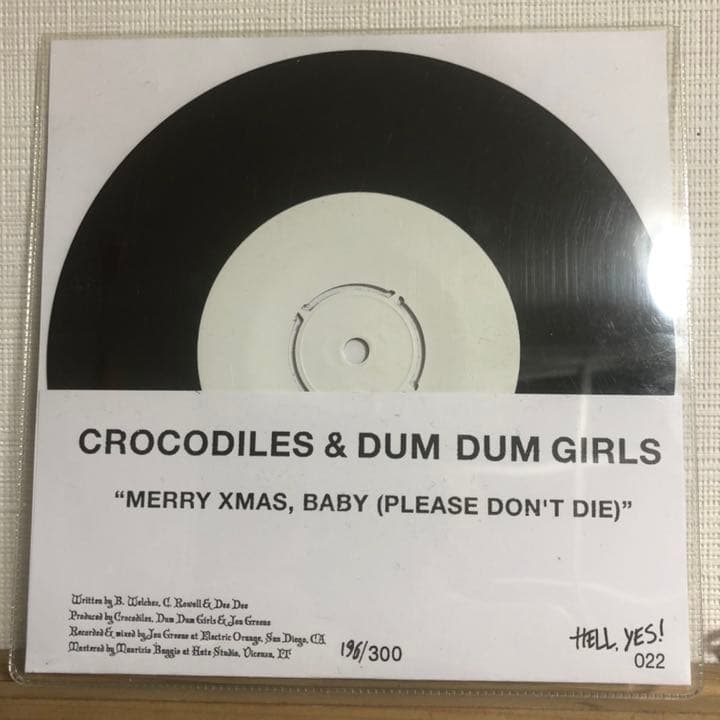 CROCODILES & DUM DUM GIRLS
“MERRY XMAS, BABY (PLEASE DON'T DIE)”
Written by B. Welchez, C. Rowell & Dee Dee
Produced by Crocodiles, Dum Dum Girls & Jon Greene
Recorded & mixed by Jon Greene at Electric Orange, San Diego, CA
Mastered by Maurizio Baggio at Hate Studio, Vicenza, IT
196/300
HELL, YES!
022